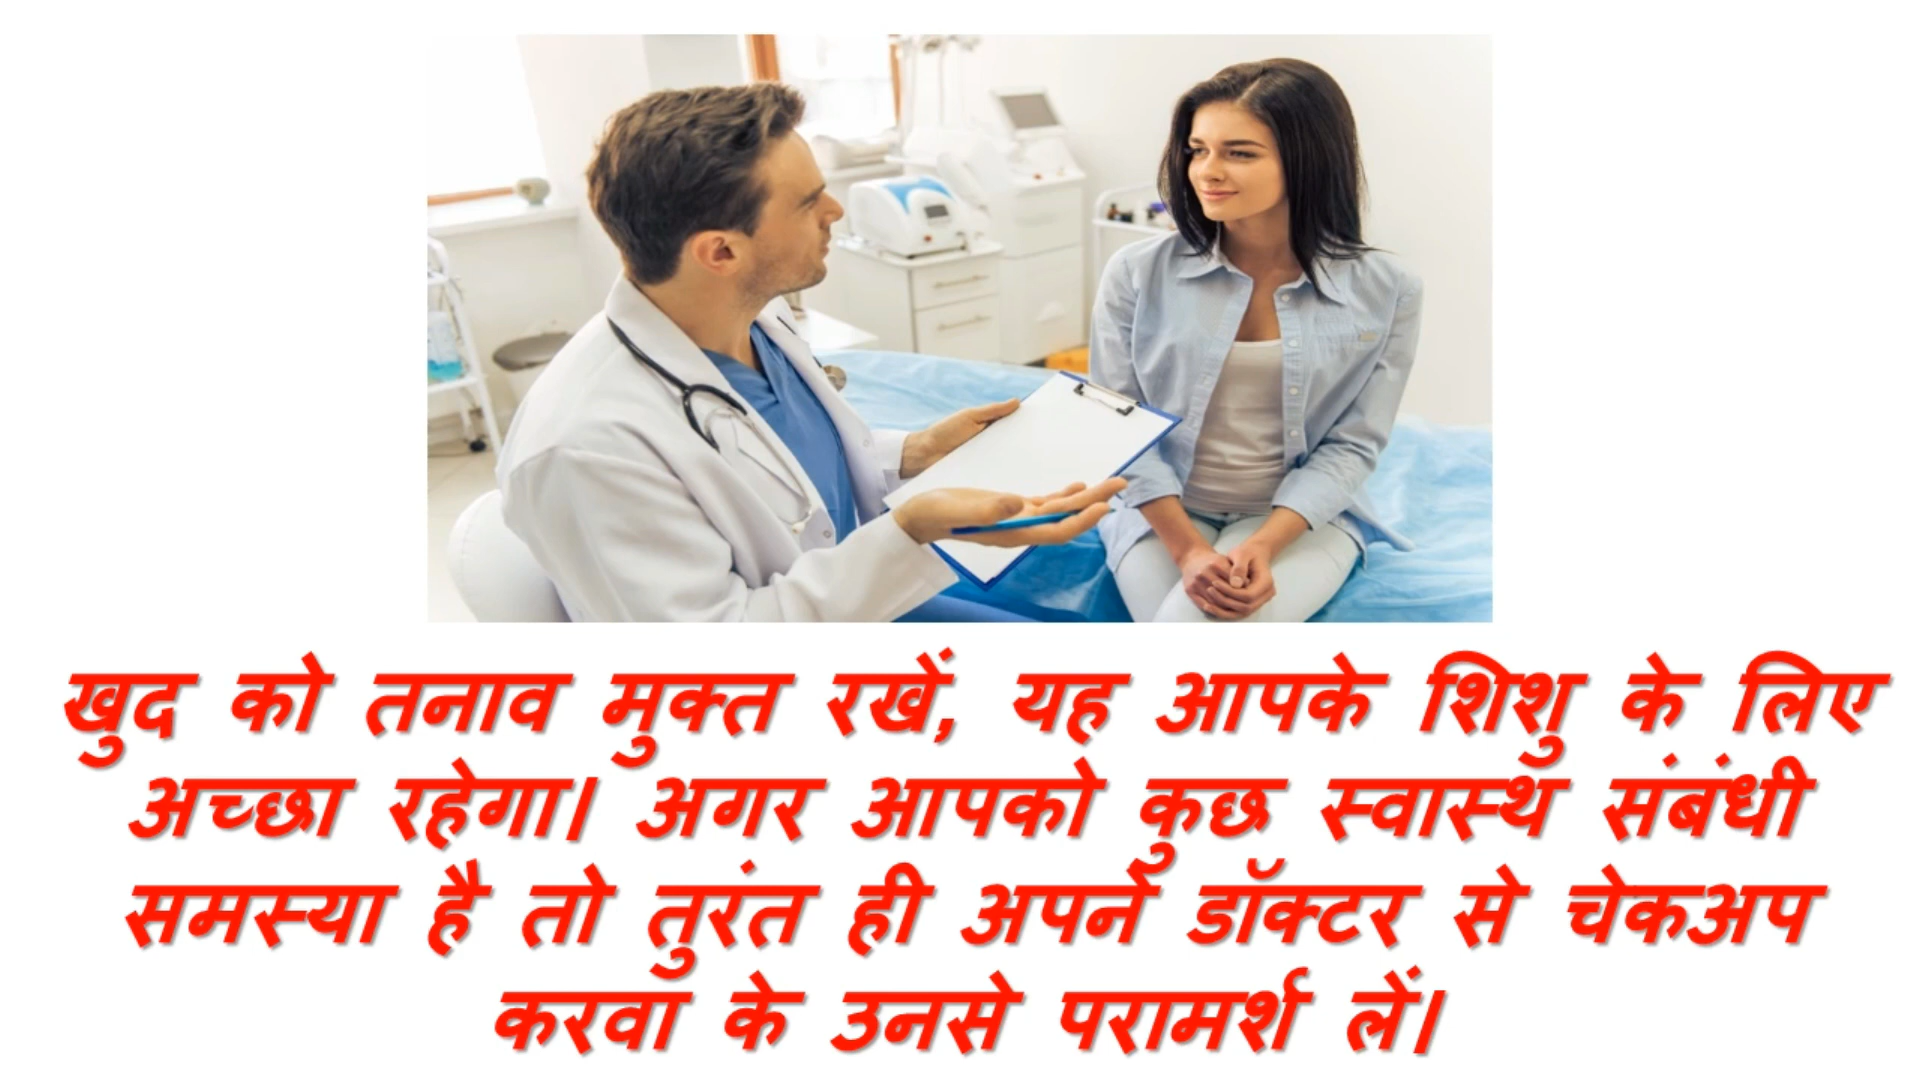 खुद को तनाव मुक्त रखें, यह आपके शिशु के लिए
अच्छा रहेगा। अगर आपको कुछ स्वास्थ संबंधी
समस्या है तो तुरंत ही अपने डॉक्टर से चेकअप
करवा के उनसे परामर्श लें।